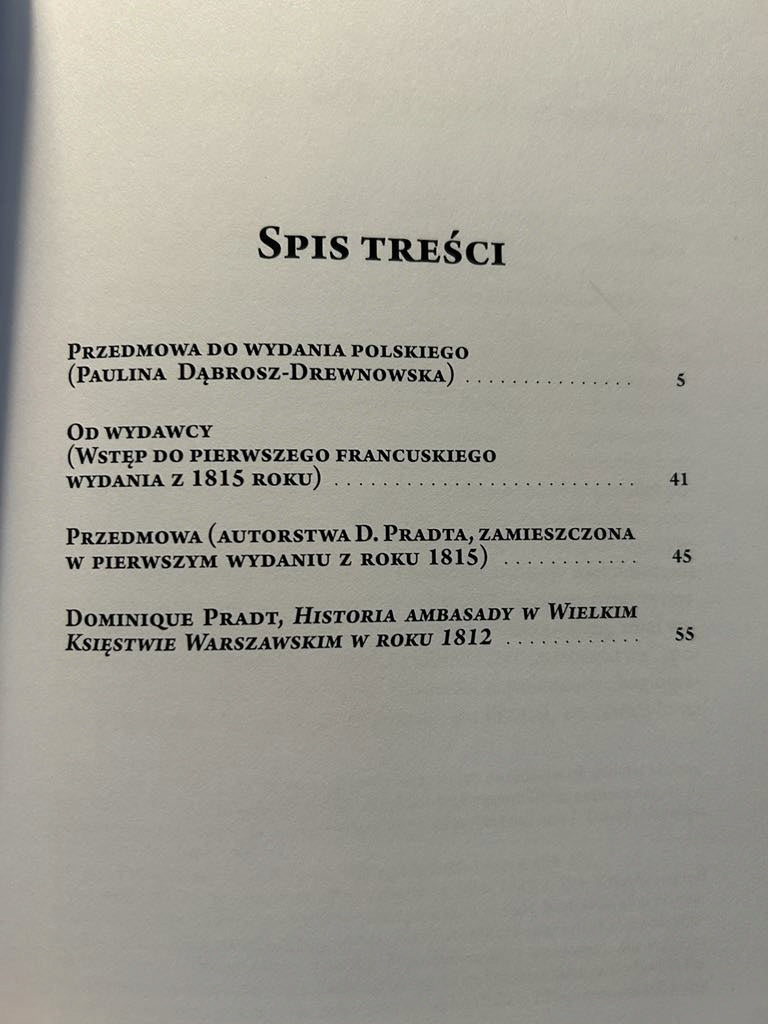 Spis treści
Przedmowa do wydania polskiego
(Paulina Dąbrosz-Drewnowska) . . . . . . . . . . . . . . . 5
Od wydawcy
(Wstęp do pierwszego francuskiego
wydania z 1815 roku) . . . . . . . . . . . . . . . . . . . . . . . . . . 41
Przedmowa (autorstwa D. Pradta, zamieszczona
w pierwszym wydaniu z roku 1815) . . . . . . . . . . . . 45
Dominique Pradt, Historia ambasady w Wielkim
Księstwie Warszawskim w roku 1812 . . . . . . . . . . . . 55